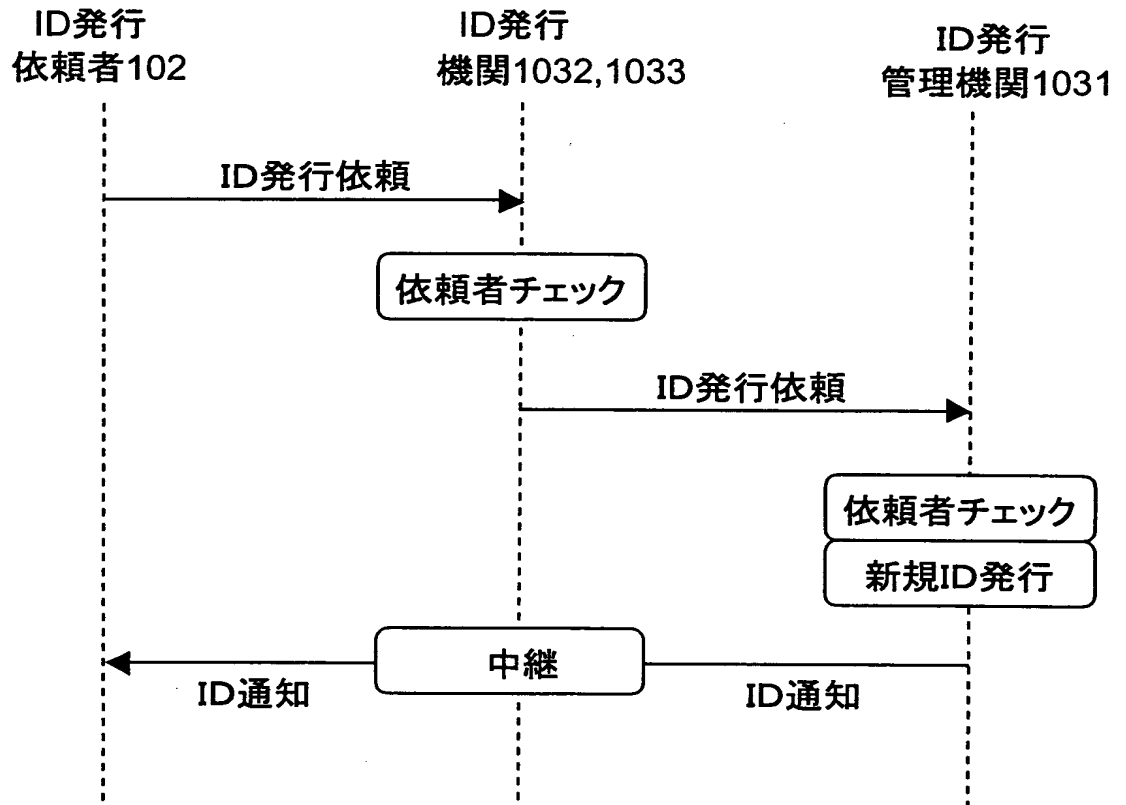 ID発行
依頼者102
ID発行
機関1032,1033
ID発行
管理機関1031
ID発行依頼
依頼者チェック
ID発行依頼
依頼者チェック
新規ID発行
中継
ID通知
ID通知